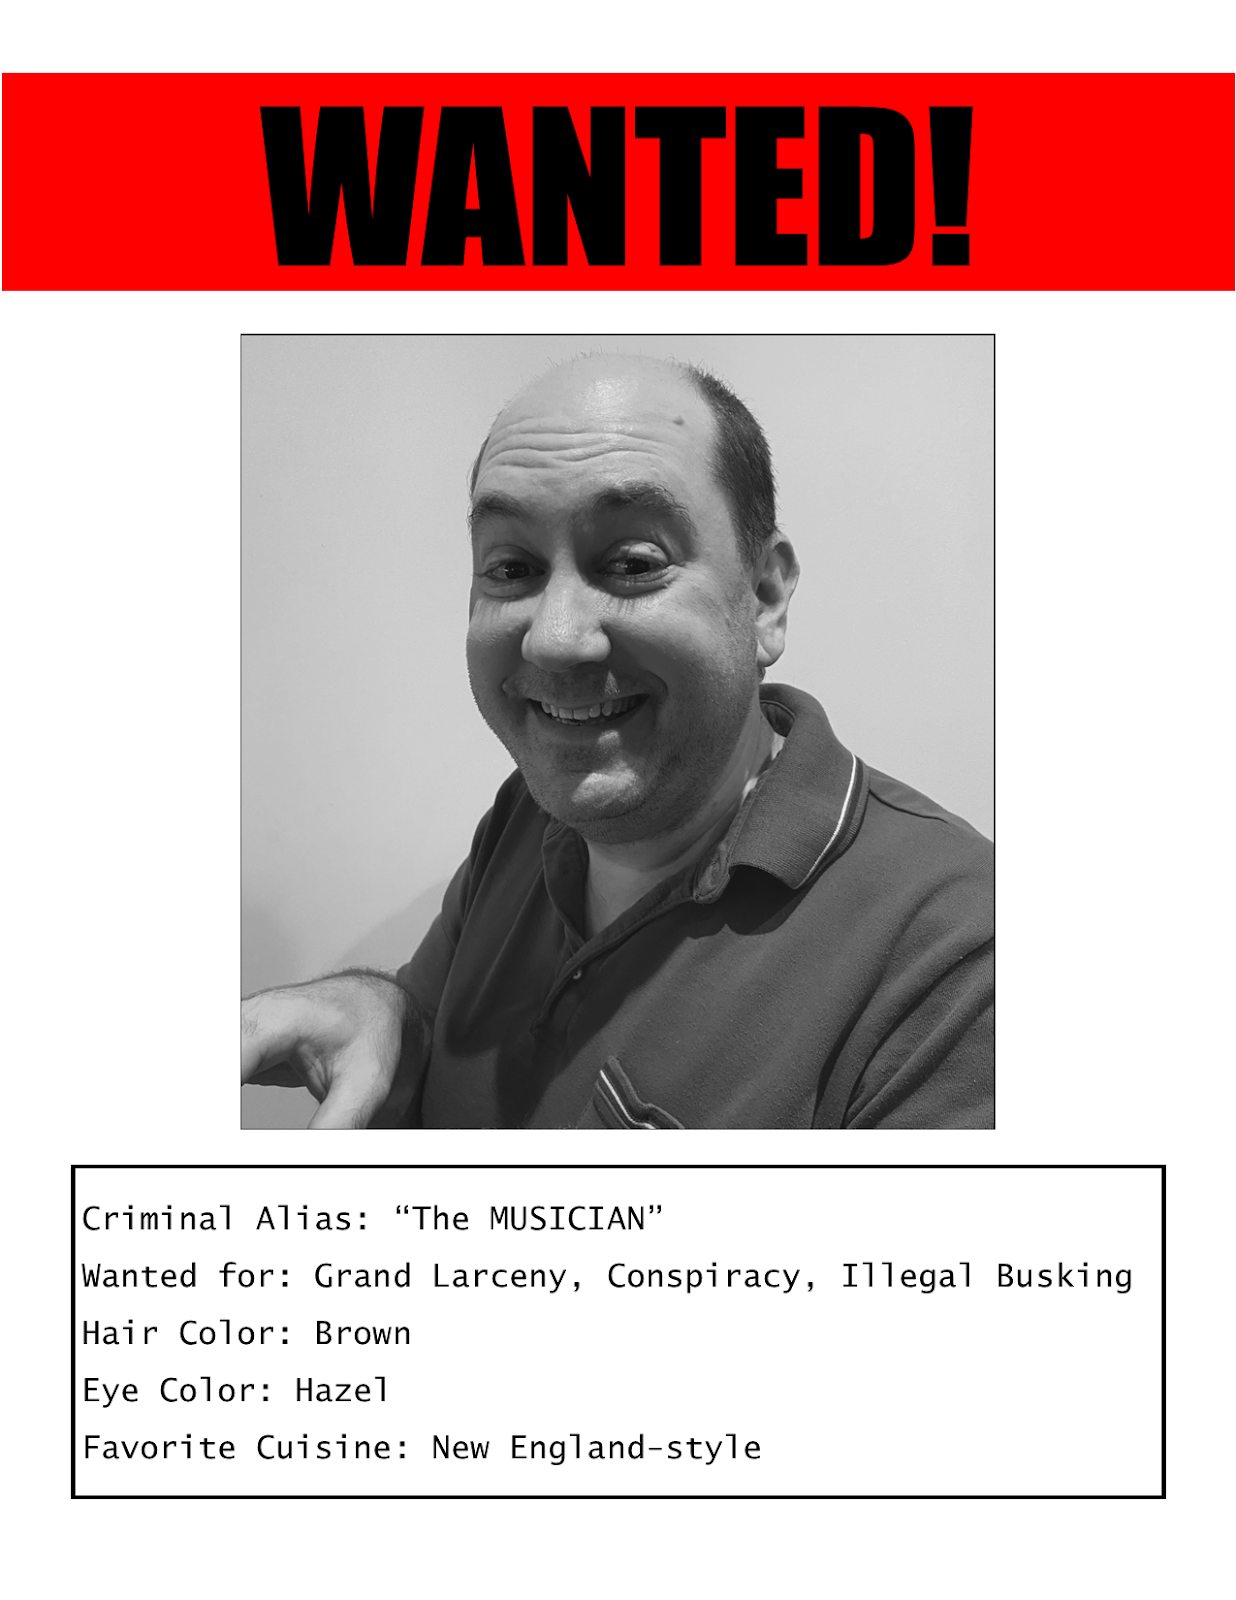 WANTED!
Criminal Alias: “The MUSICIAN”
Wanted for: Grand Larceny, Conspiracy, Illegal Busking
Hair Color: Brown
Eye Color: Hazel
Favorite Cuisine: New England-style